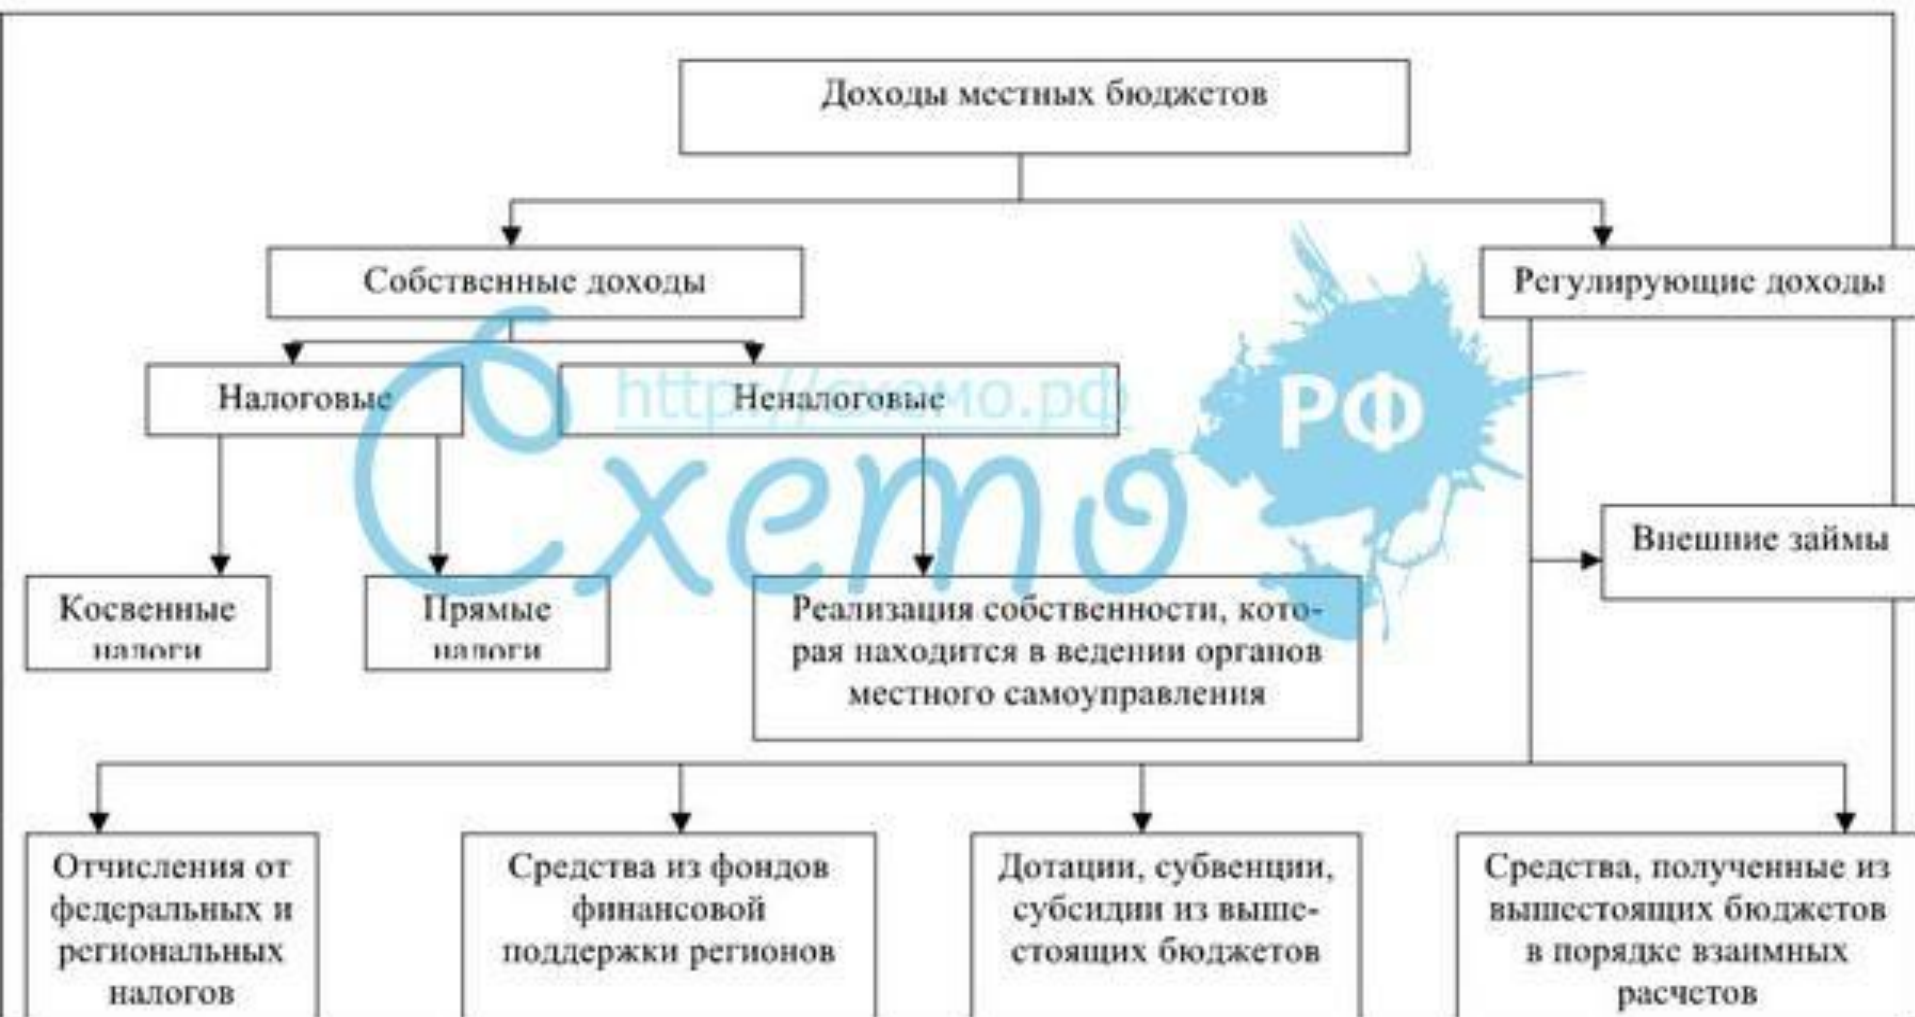 Доходы местных бюджетов
Собственные доходы
Регулирующие доходы
Налоговые
Неналоговые
http://схемо.рф
Схемо
РФ
Внешние займы
Косвенные
налоги
Прямые
налоги
Реализация собственности, кото-
рая находится в ведении органов
местного самоуправления
Отчисления от
федеральных и
региональных
налогов
Средства из фондов
финансовой
поддержки регионов
Дотации, субвенции,
субсидии из выше-
стоящих бюджетов
Средства, полученные из
вышестоящих бюджетов
в порядке взаимных
расчетов